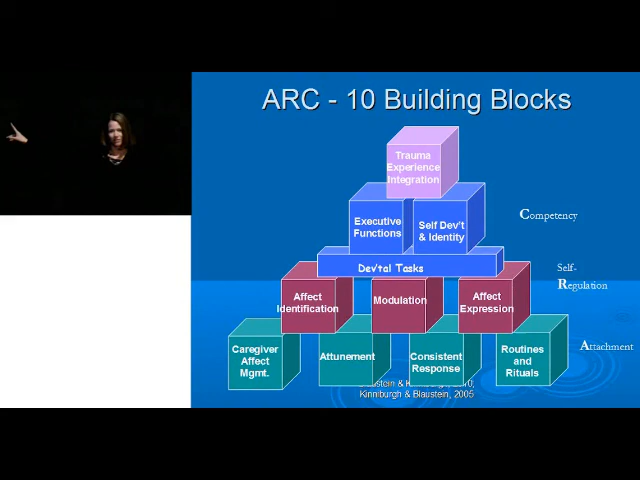 ARC - 10 Building Blocks
Trauma
Experience
Integration
Executive
Functions
Self Dev't
& Identity
Competency
Dev'tal Tasks
Self-
Regulation
Affect
Identification
Modulation
Affect
Expression
Caregiver
Affect
Mgmt.
Attunement
Consistent
Response
Routines
and
Rituals
Attachment
Kinniburgh & Blaustein, 2005